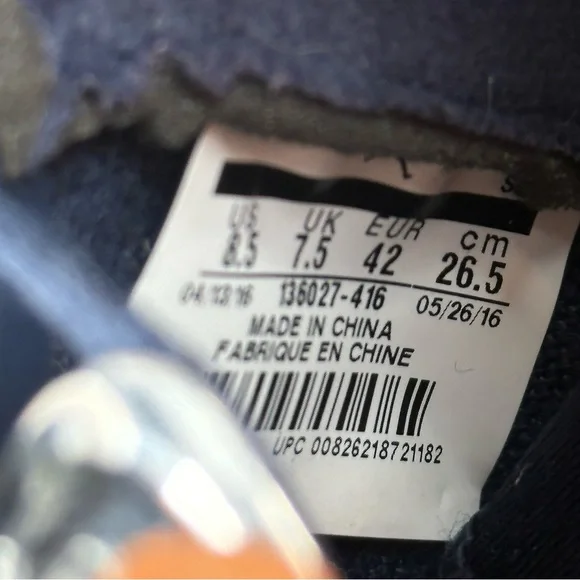 US UK EUR cm
8.5 7.5 42 26.5
04/13/16 136027-416 05/26/16
MADE IN CHINA
FABRIQUE EN CHINE
UPC 00826218721182